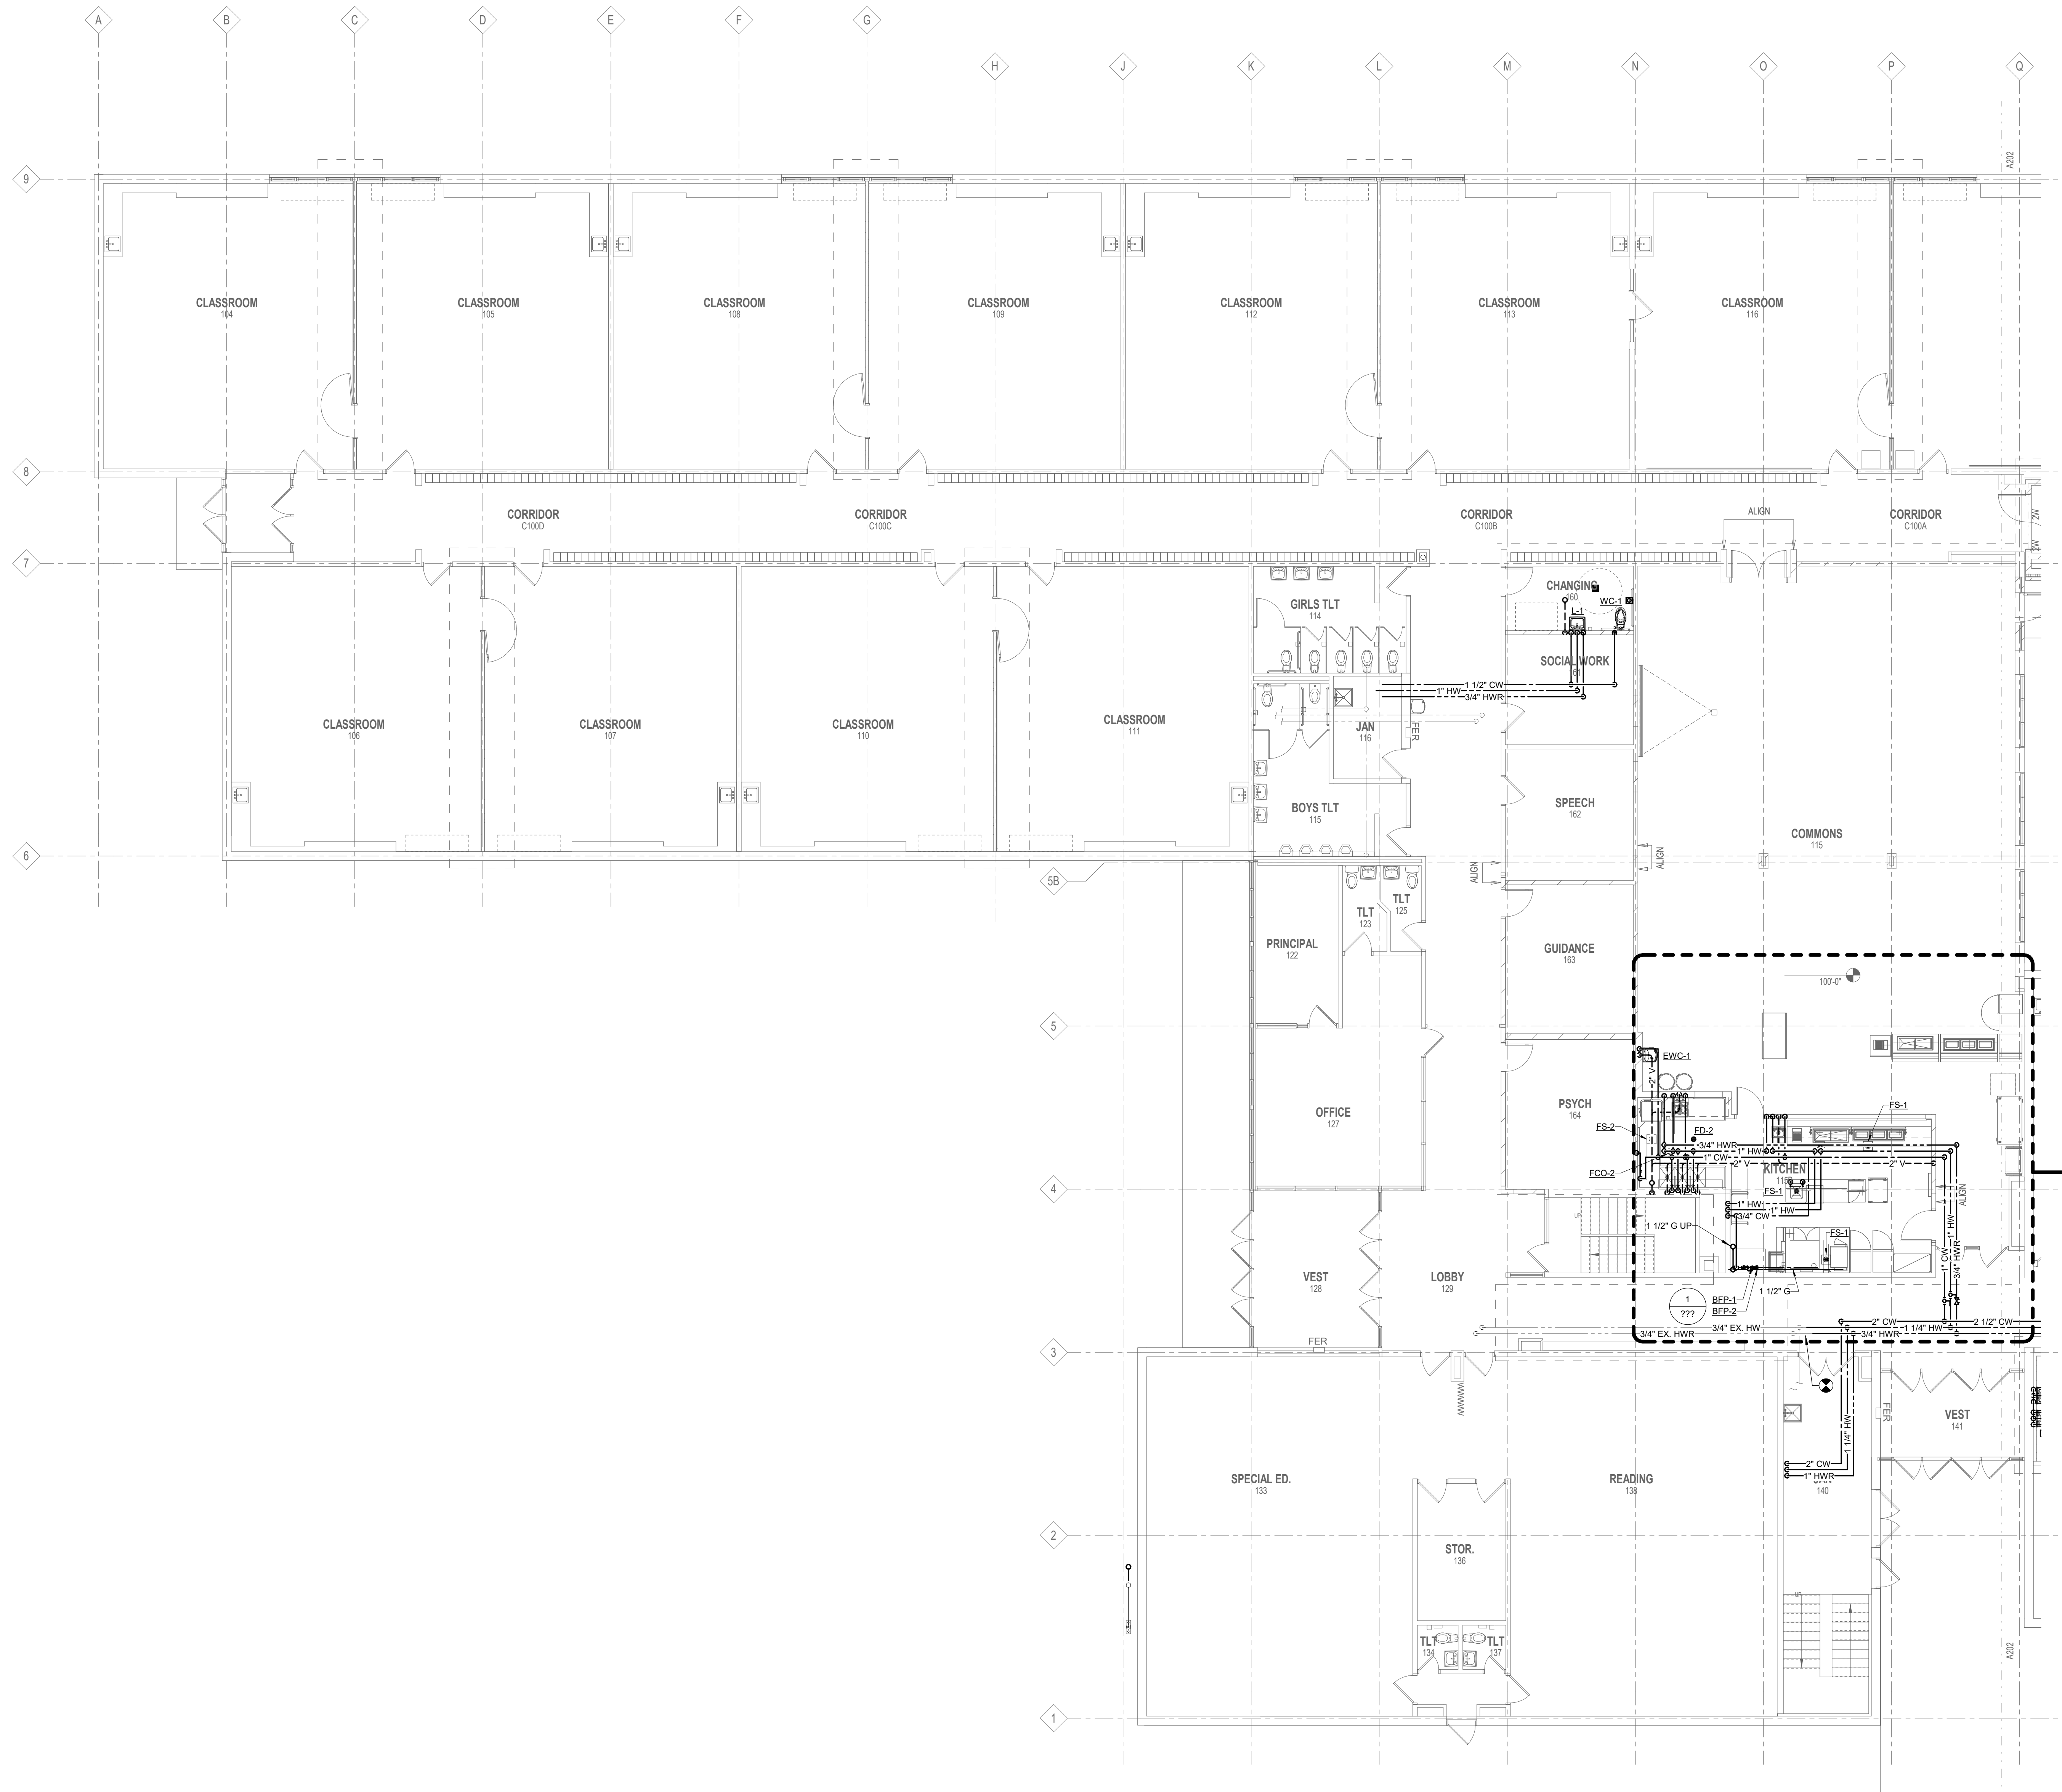 A
B
C
D
E
F
G
H
J
K
L
M
N
O
P
Q
A202
9
CLASSROOM
104
CLASSROOM
105
CLASSROOM
108
CLASSROOM
109
CLASSROOM
112
CLASSROOM
113
CLASSROOM
116
8
CORRIDOR
C100D
CORRIDOR
C100C
CORRIDOR
C100B
ALIGN
CORRIDOR
C100A
2W
2W
7
CHANGING
160
WC-1
L-1
GIRLS TLT
114
SOCIAL WORK
1 1/2" CW
1" HW
3/4" HWR
CLASSROOM
106
CLASSROOM
107
CLASSROOM
110
CLASSROOM
111
JAN
116
FER
BOYS TLT
115
SPEECH
162
COMMONS
115
6
ALIGN
ALIGN
5B
TLT
123
TLT
125
PRINCIPAL
122
GUIDANCE
163
100'-0"
5
EWC-1
2" V
OFFICE
127
PSYCH
164
FS-1
FS-2
FD-2
3/4" HWR
1" HW
1" CW
FCO-2
2" V
2" V
KITCHEN
4
FS-1
ALIGN
1" HW
1" HW
3/4" CW
1 1/2" G UP
FS-1
1" HW
1" CW
3/4" HWR
VEST
128
LOBBY
129
1
???
BFP-1
BFP-2
1 1/2" G
2" CW
2 1/2" CW
3/4" EX. HW
1 1/4" HW
3/4" EX. HWR
3/4" HWR
FER
3
WWWW
FER
VEST
141
1 1/4" HW
2" CW
1" HWR
140
SPECIAL ED.
133
READING
138
2
STOR.
136
TLT
134
TLT
137
A202
1